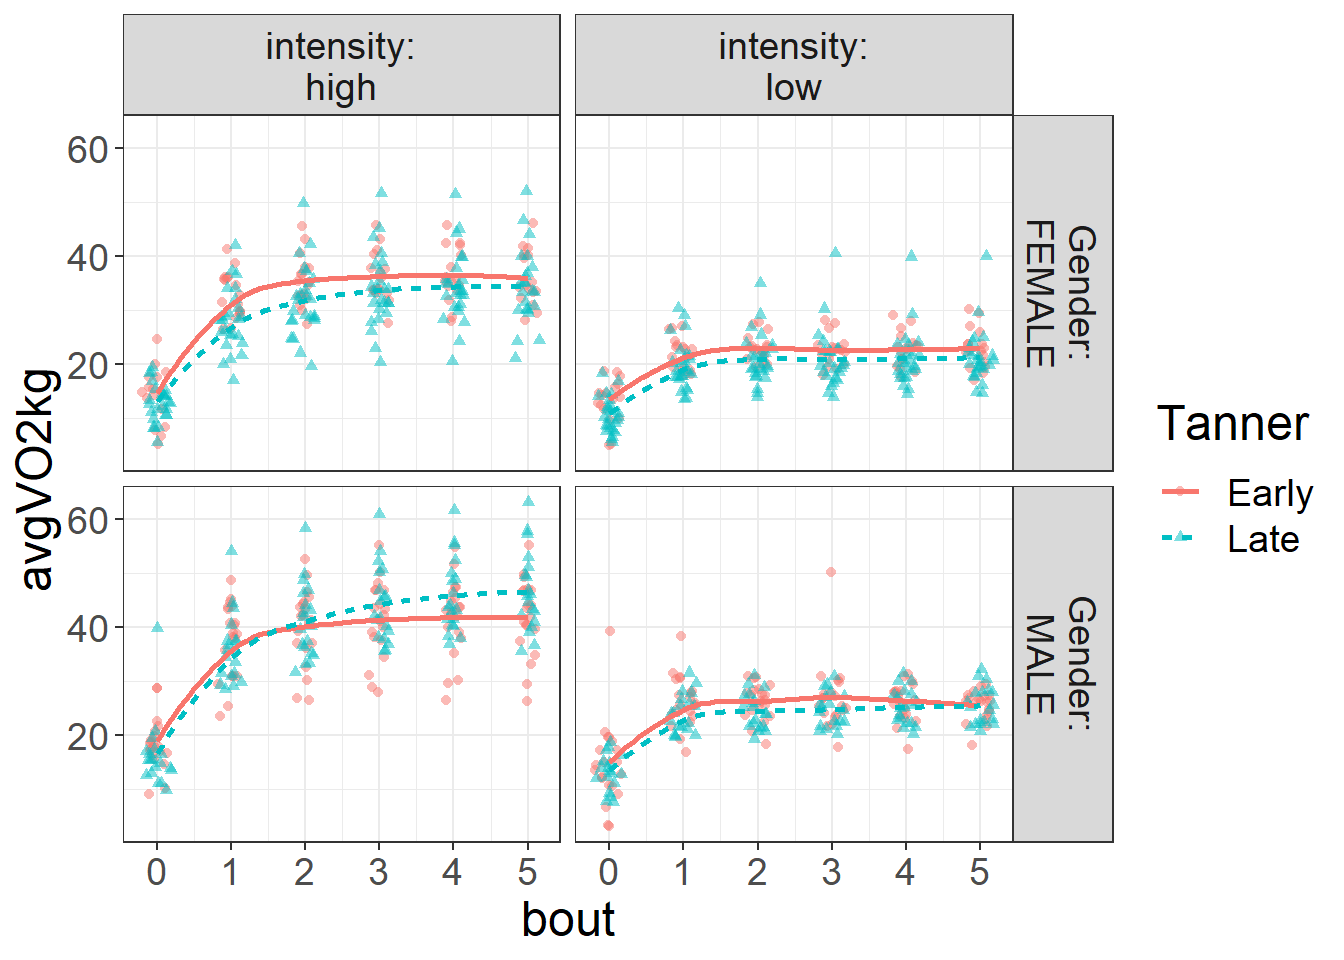 intensity:
high
intensity:
low
60
40
20
Gender:
FEMALE
60
40
20
Gender:
MALE
avgVO2kg
0 1 2 3 4 5
0 1 2 3 4 5
bout
Tanner
Early
Late